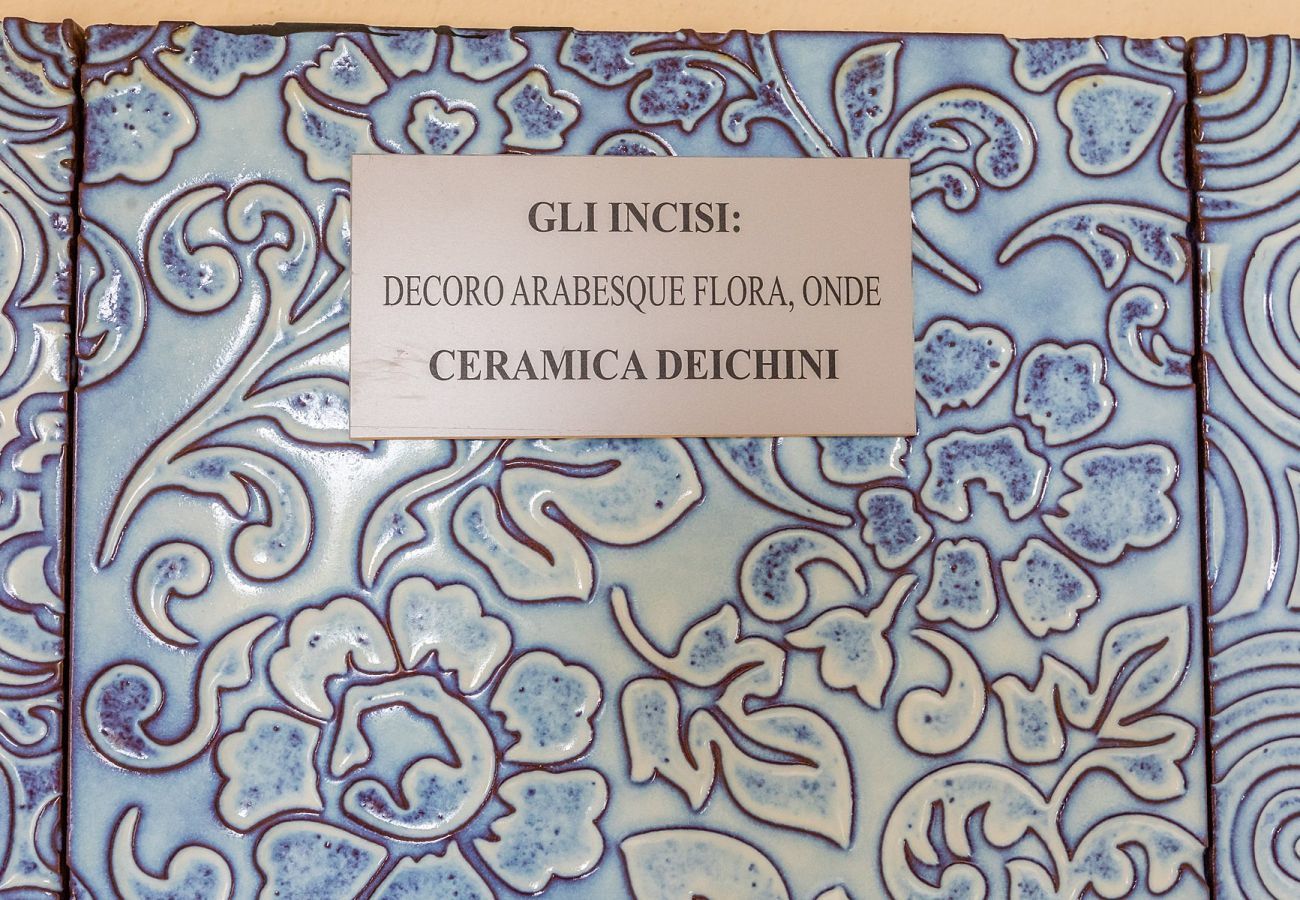 GLI INCISI:
DECORO ARABESQUE FLORA, ONDE
CERAMICA DEICHINI